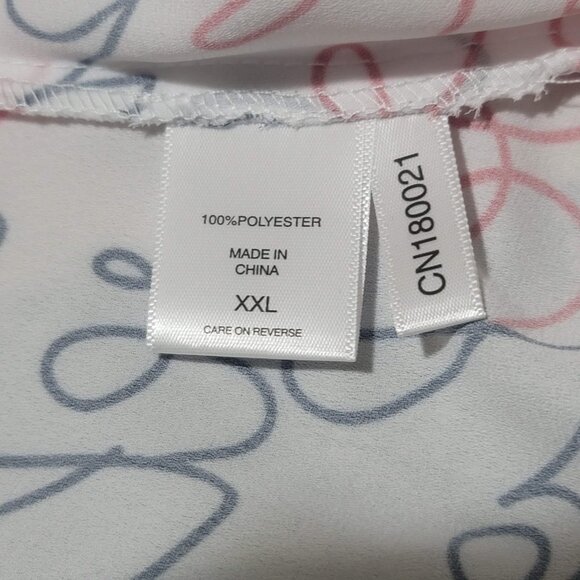 100%POLYESTER
MADE IN
CHINA
XXL
CARE ON REVERSE
CN180021